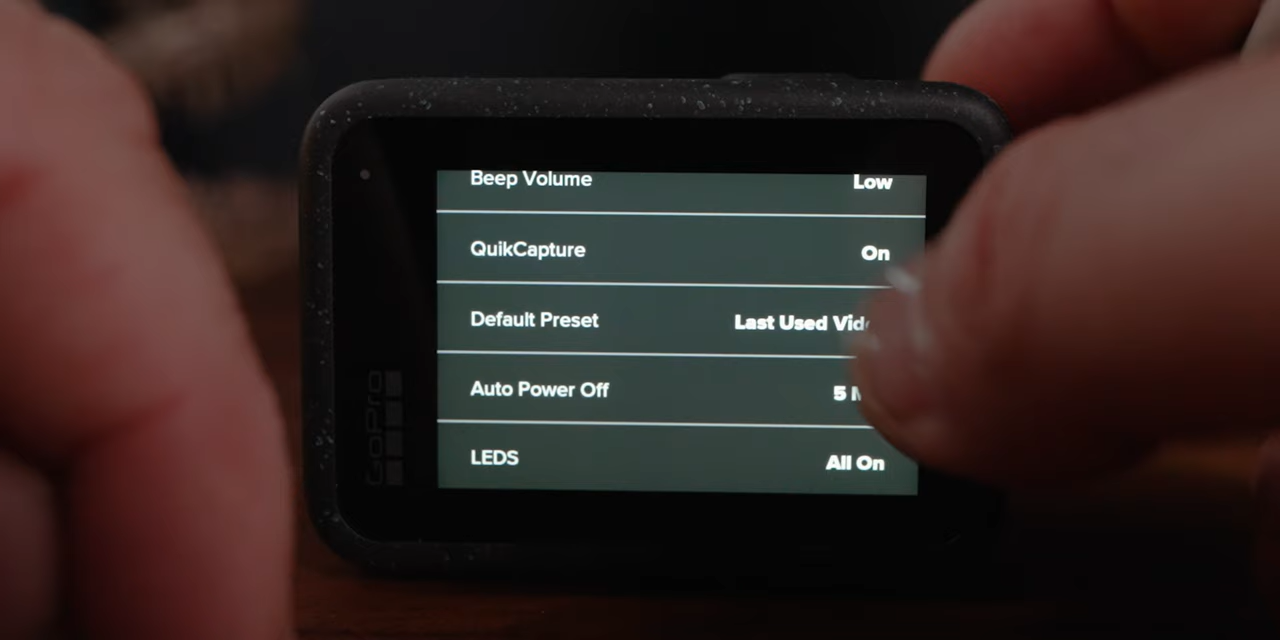 Beep Volume Low
QuikCapture On
Default Preset Last Used
Auto Power Off 5
LEDS All On
GoPro